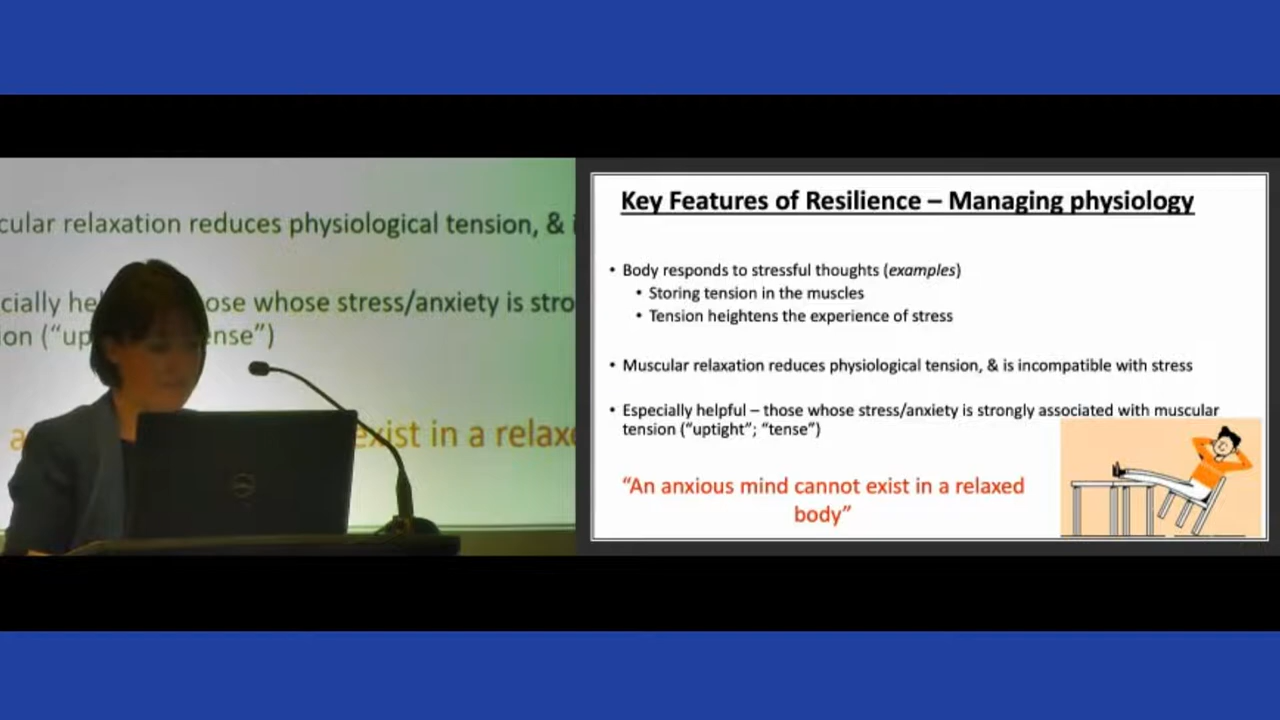 cular relaxation reduces physiological tension, &
cially ose whose stress/anxiety is stro
ion ("up ense")
exist in a relax
DELL
Key Features of Resilience – Managing physiology
• Body responds to stressful thoughts (examples)
• Storing tension in the muscles
• Tension heightens the experience of stress
• Muscular relaxation reduces physiological tension, & is incompatible with stress
• Especially helpful – those whose stress/anxiety is strongly associated with muscular
tension ("uptight"; "tense")
"An anxious mind cannot exist in a relaxed
body"